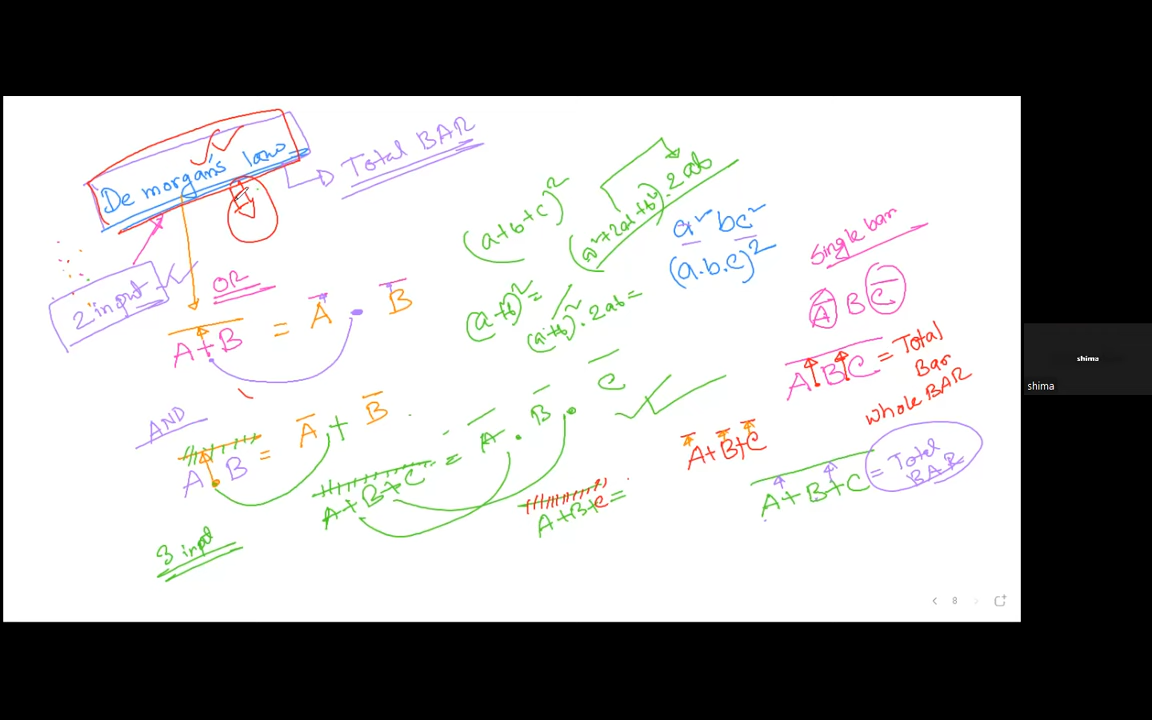 De morgan's laws
Total BAR
2 input
OR
A+B̅ = A̅ · B̅
AND
A·B̅ = A̅ + B̅
3 input
A+B+C̅ = A̅ · B̅ · C̅
(a+b+c)²
(a²+2ab+b²)·2ab
(a+b)² =
(a+b)²·2ab =
a² bc²
(a.b.c)²
A+B+C̅ =
Single bar
A̅ B C̅
A·B·C̅ = Total
Bar
whole BAR
A̅+B̅+C̅
A+B+C̅ = Total
BAR
8
shima
shima